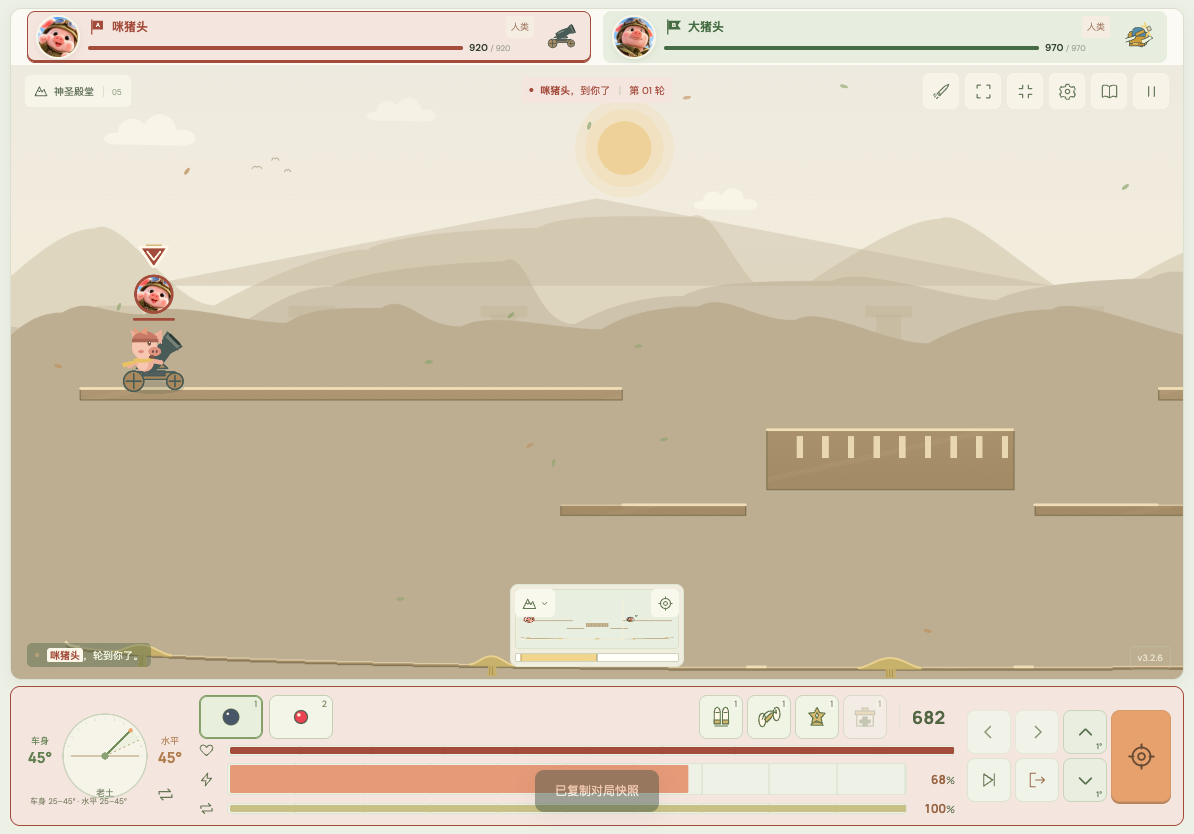 A 咪猪头
人类
920 / 920
B 大猪头
人类
970 / 970
神圣殿堂 05
咪猪头，到你了 第 01 轮
咪猪头，轮到你了。
v3.2.6
车身
45°
水平
45°
老土
车身 25–45° · 水平 25–45°
1
2
1
1
1
1
682
1°
68%
已复制对局快照
1°
100%